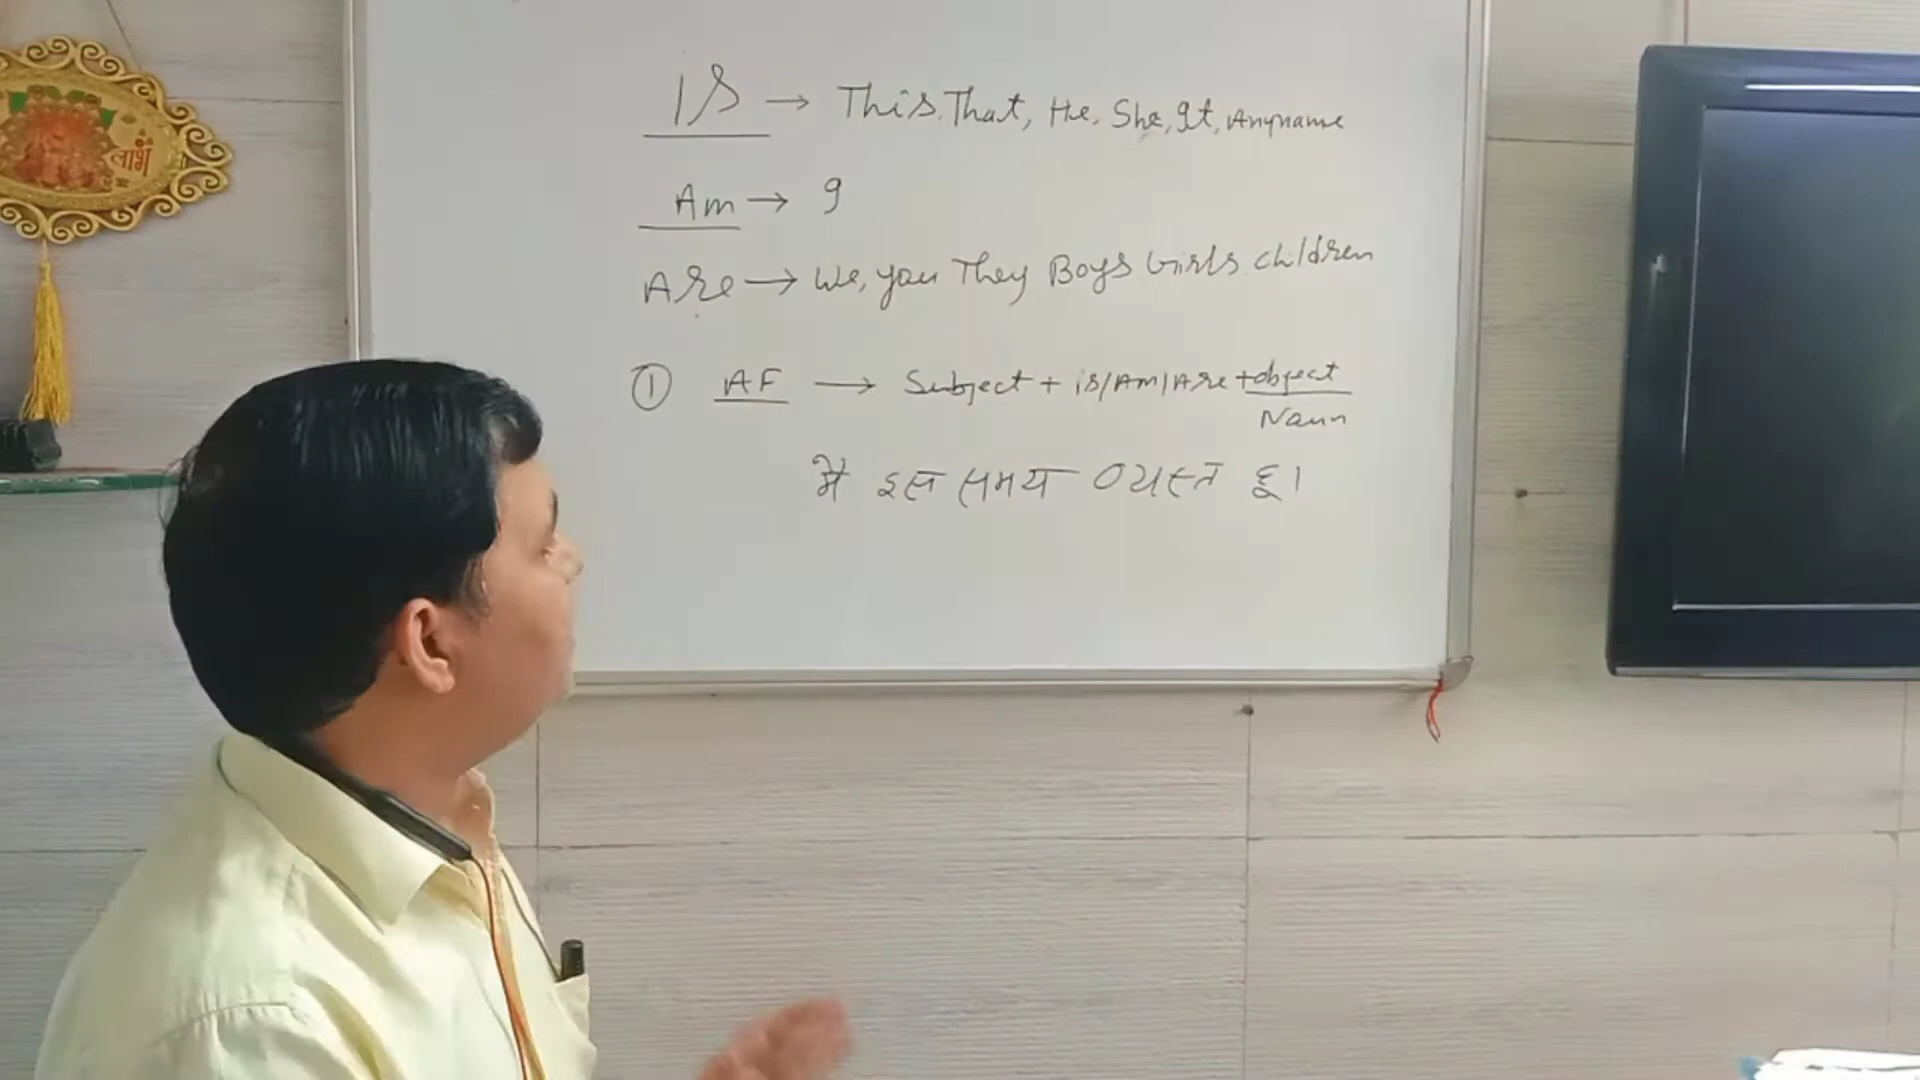 लाभ
IS → This, That, He, She, It, Anyname
Am → I
Are → We, you They Boys Girls children
① AF → Subject + is/Am/Are + object
Noun
में इस समय व्यस्त हू।